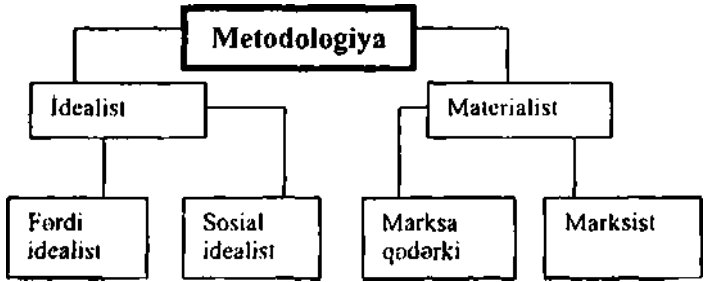 Metodologiya
İdealist
Materialist
Fərdi
idealist
Sosial
idealist
Marksa
qədərki
Marksist